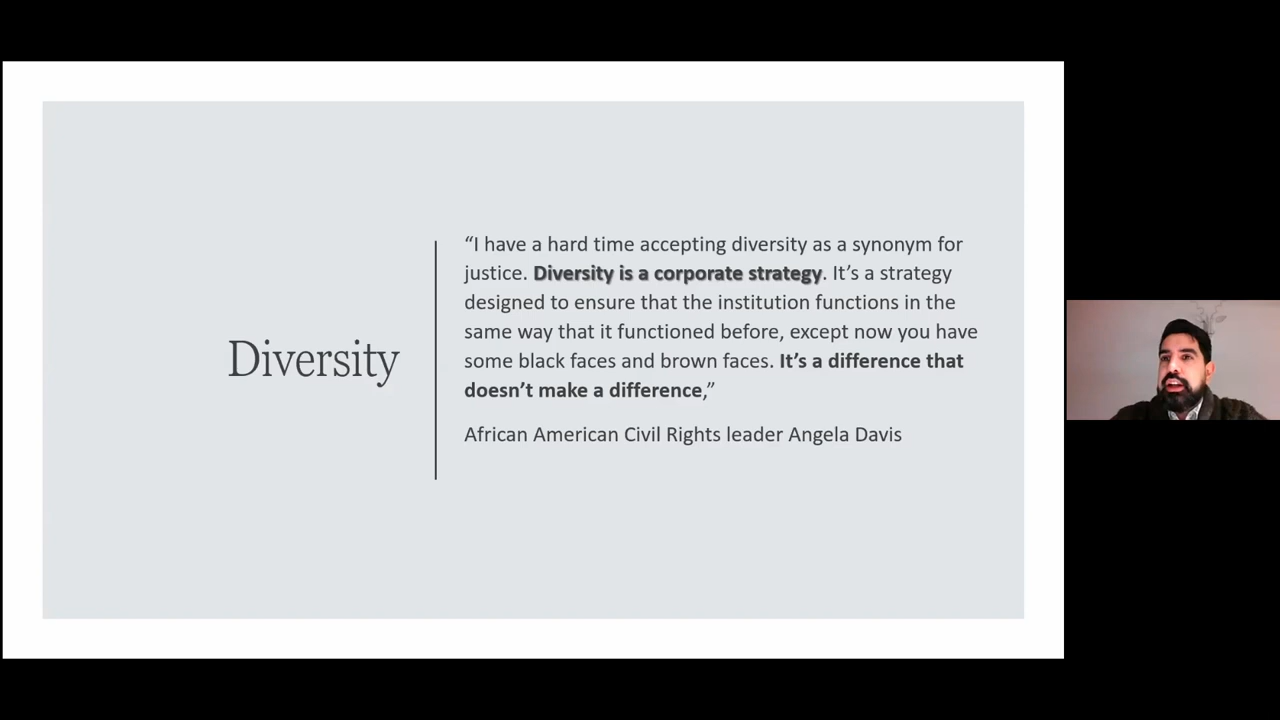 Diversity
“I have a hard time accepting diversity as a synonym for
justice. Diversity is a corporate strategy. It’s a strategy
designed to ensure that the institution functions in the
same way that it functioned before, except now you have
some black faces and brown faces. It’s a difference that
doesn’t make a difference,”
African American Civil Rights leader Angela Davis